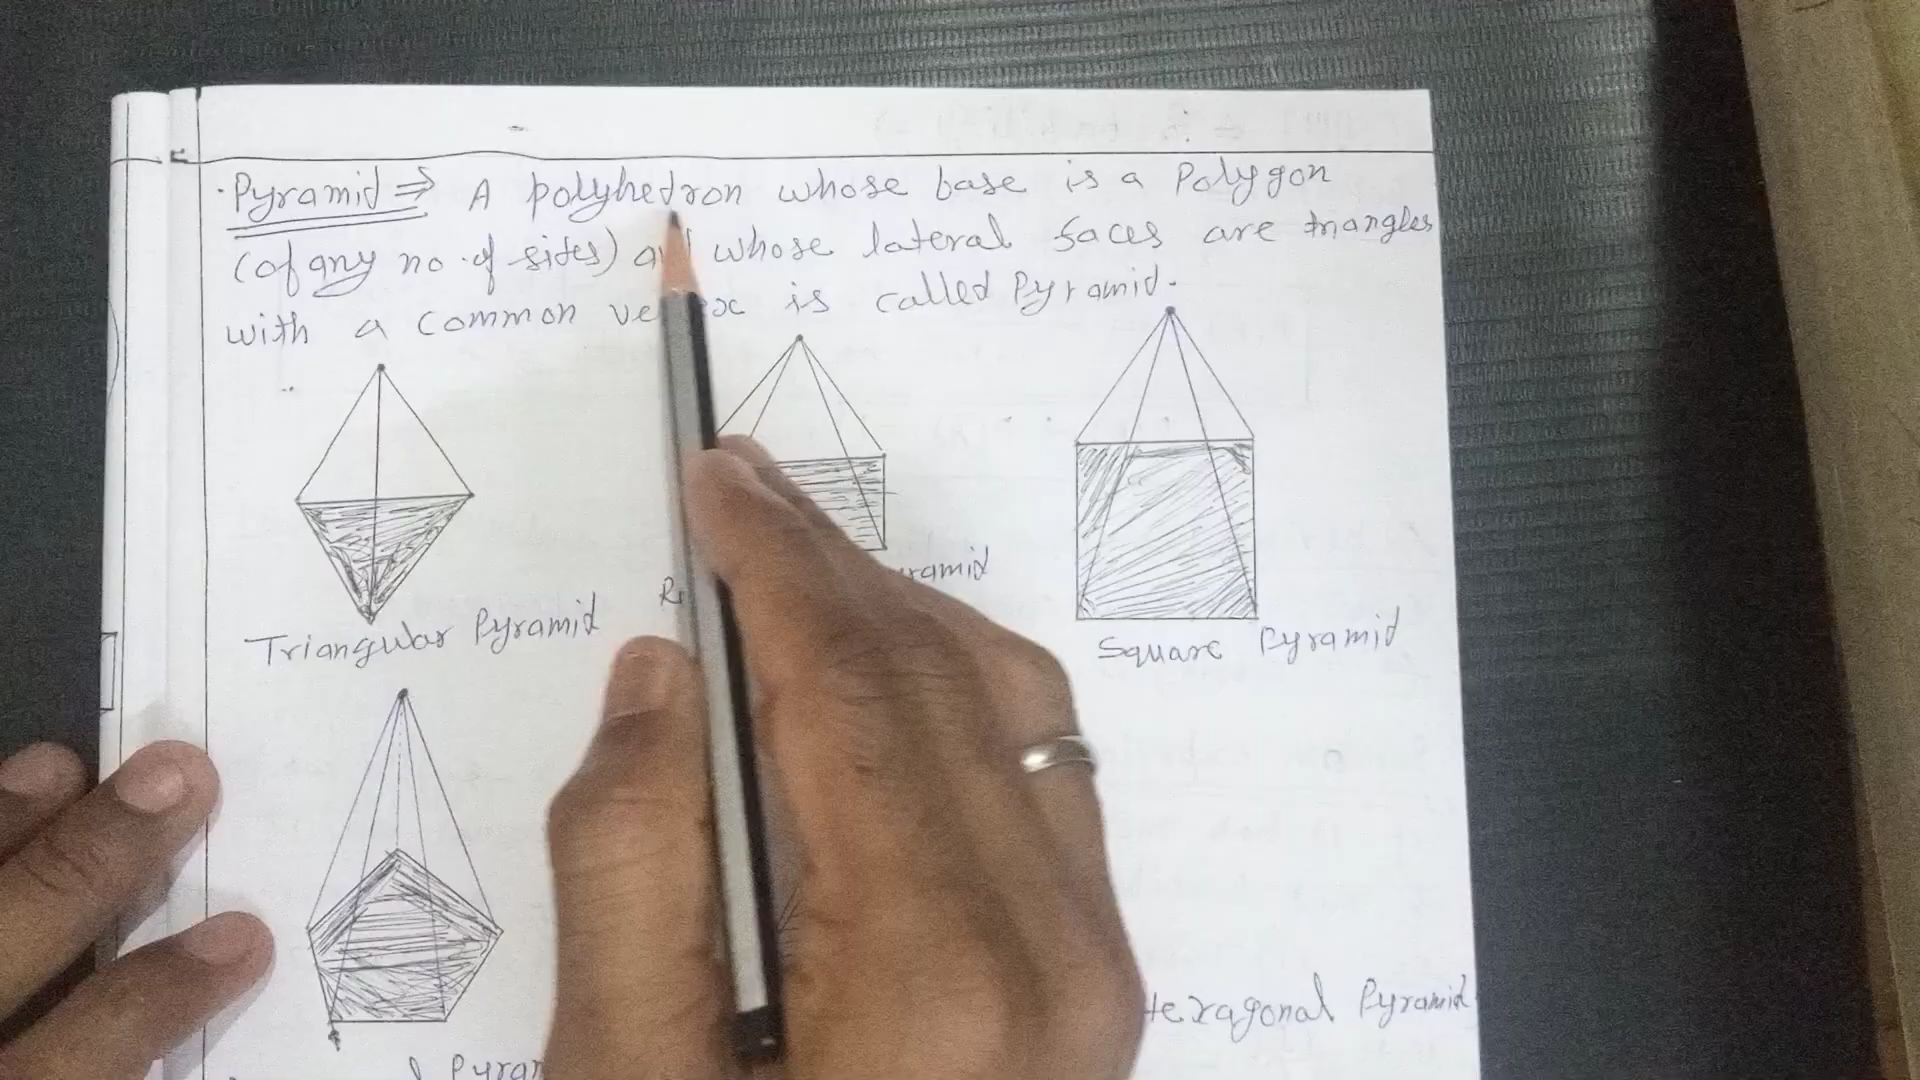 Pyramid ⇒ A polyhedron whose base is a Polygon
(of any no. of sites) whose lateral faces are triangles
with a common is called Pyramid.
Triangular Pyramid
Square Pyramid
Hexagonal Pyramid